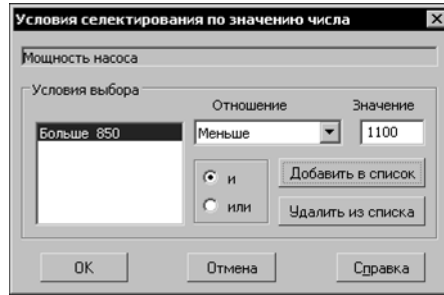 Условия селектирования по значению числа
Мощность насоса
Условия выбора
Отношение Значение
Больше 850 Меньше 1100
и Добавить в список
или Удалить из списка
OK Отмена Справка